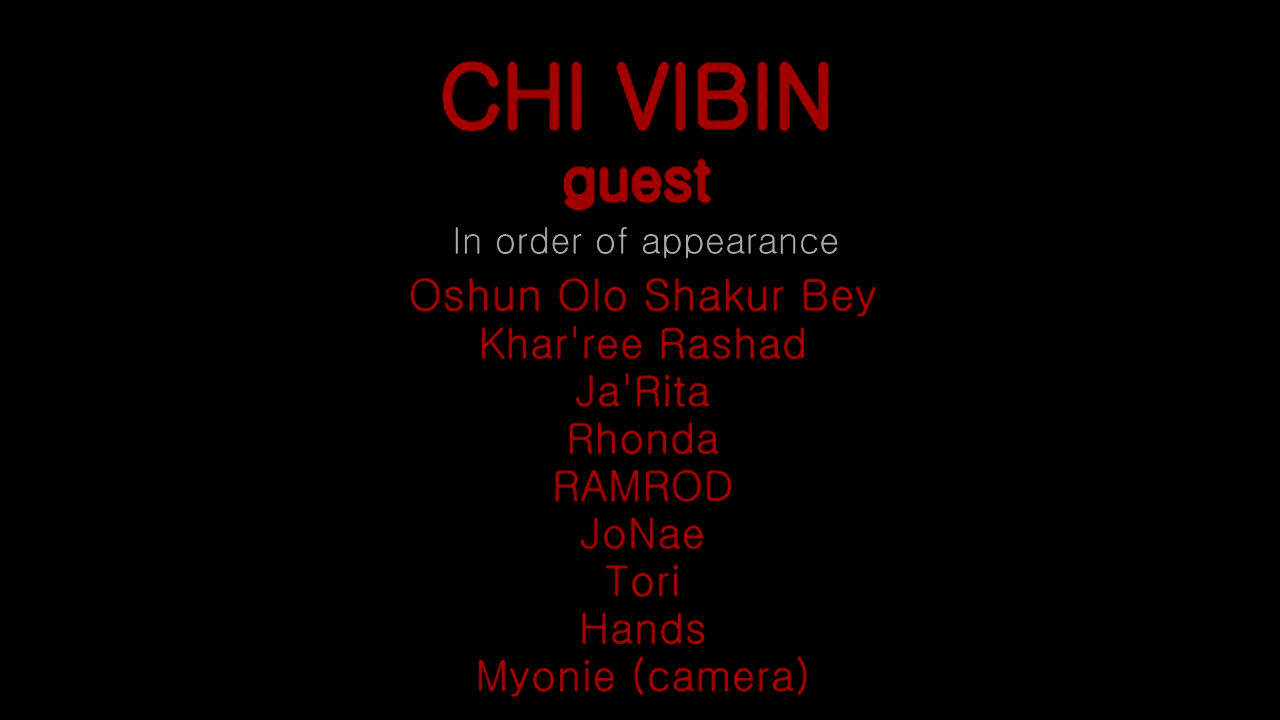 CHI VIBIN
guest
In order of appearance
Oshun Olo Shakur Bey
Khar'ree Rashad
Ja'Rita
Rhonda
RAMROD
JoNae
Tori
Hands
Myonie (camera)